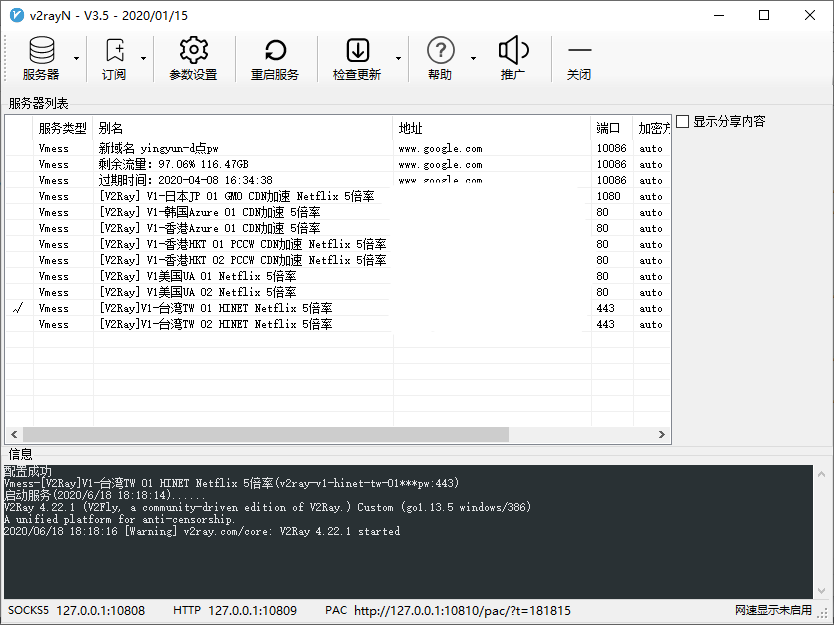 v2rayN - V3.5 - 2020/01/15
服务器 订阅 参数设置 重启服务 检查更新 帮助 推广 关闭
服务器列表
服务类型 别名 地址 端口 加密方
显示分享内容
Vmess 新域名 yingyun-d点pw www.google.com 10086 auto
Vmess 剩余流量: 97.06% 116.47GB www.google.com 10086 auto
Vmess 过期时间: 2020-04-08 16:34:38 www.google.com 10086 auto
Vmess [V2Ray] V1-日本JP 01 GMO CDN加速 Netflix 5倍率 1080 auto
Vmess [V2Ray] V1-韩国Azure 01 CDN加速 5倍率 80 auto
Vmess [V2Ray] V1-香港Azure 01 CDN加速 5倍率 80 auto
Vmess [V2Ray] V1-香港HKT 01 PCCW CDN加速 Netflix 5倍率 80 auto
Vmess [V2Ray] V1-香港HKT 02 PCCW CDN加速 Netflix 5倍率 80 auto
Vmess [V2Ray] V1美国UA 01 Netflix 5倍率 80 auto
Vmess [V2Ray] V1美国UA 02 Netflix 5倍率 80 auto
√ Vmess [V2Ray]V1-台湾TW 01 HINET Netflix 5倍率 443 auto
Vmess [V2Ray]V1-台湾TW 02 HINET Netflix 5倍率 443 auto
信息
配置成功
Vmess-[V2Ray]V1-台湾TW 01 HINET Netflix 5倍率(v2ray-v1-hinet-tw-01***pw:443)
启动服务(2020/6/18 18:18:14)......
V2Ray 4.22.1 (V2Fly, a community-driven edition of V2Ray.) Custom (go1.13.5 windows/386)
A unified platform for anti-censorship.
2020/06/18 18:18:16 [Warning] v2ray.com/core: V2Ray 4.22.1 started
SOCKS5 127.0.0.1:10808 HTTP 127.0.0.1:10809 PAC http://127.0.0.1:10810/pac/?t=181815 网速显示未启用